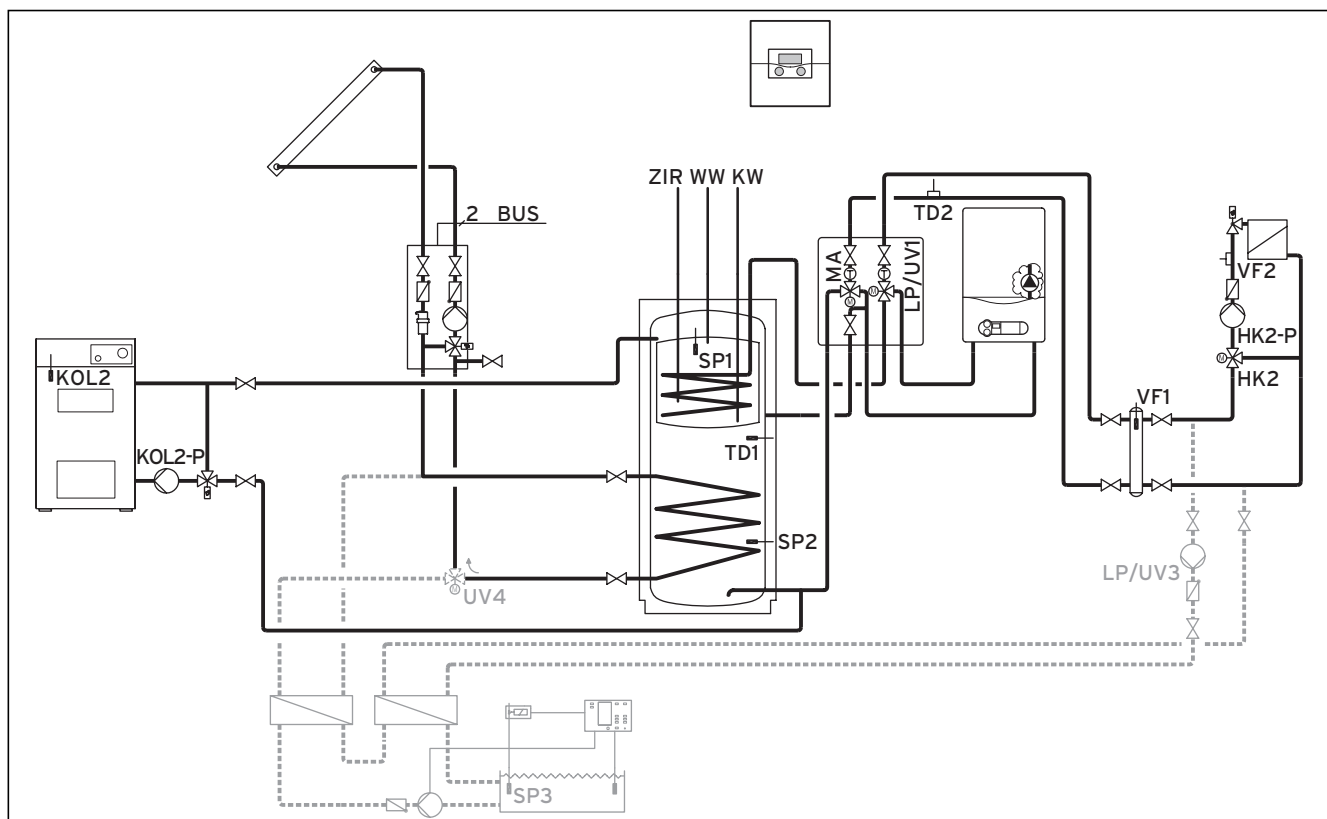 2 BUS
ZIR WW KW
TD2
MA
LP/UV1
VF2
SP1
KOL2
HK2-P
HK2
VF1
TD1
KOL2-P
SP2
UV4
LP/UV3
SP3
M
M
M
M
T
T